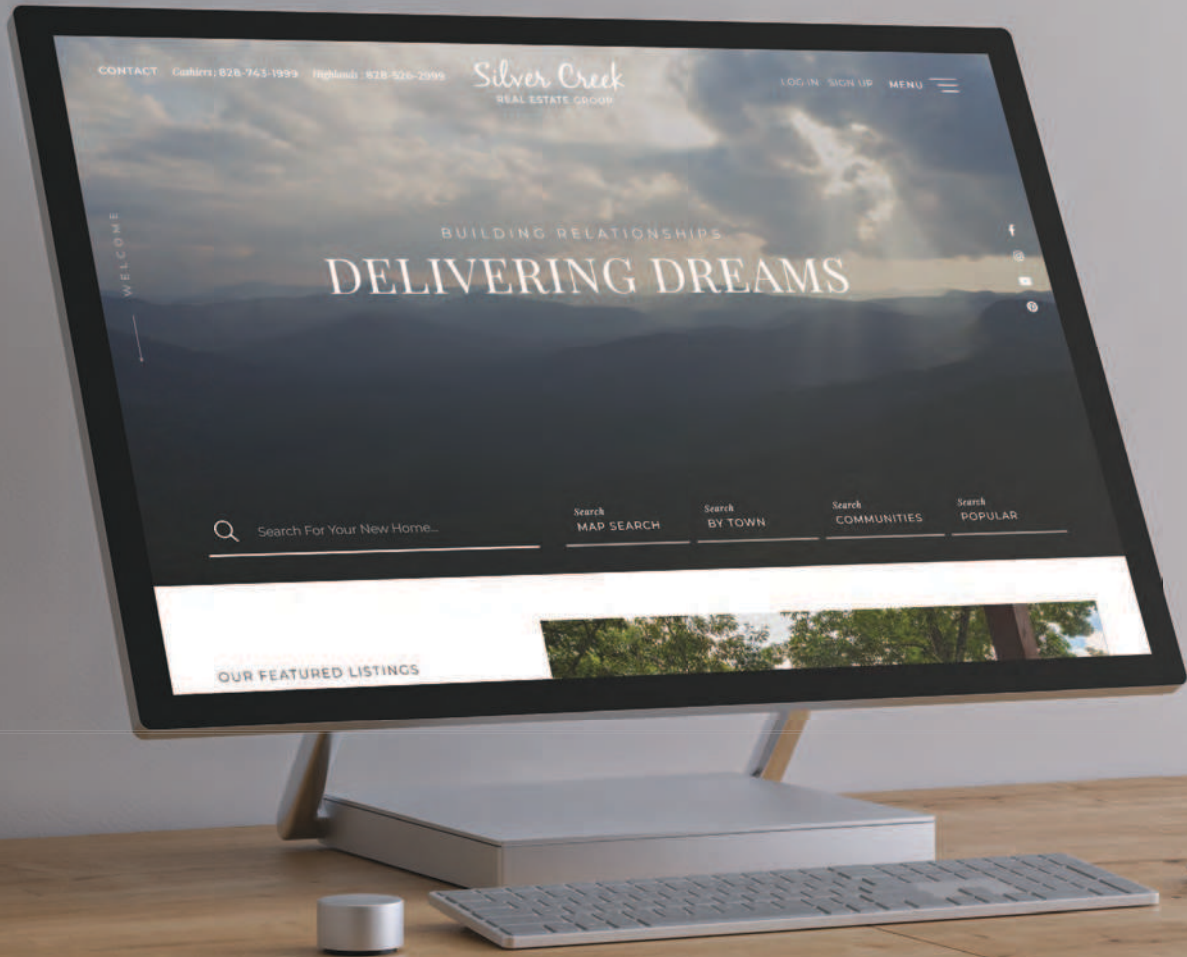 CONTACT Cashiers: 828-743-1999 Highlands: 828-526-2999
Silver Creek
REAL ESTATE GROUP
LOG IN SIGN UP MENU
WELCOME
BUILDING RELATIONSHIPS
DELIVERING DREAMS
Search For Your New Home...
Search
MAP SEARCH
Search
BY TOWN
Search
COMMUNITIES
Search
POPULAR
OUR FEATURED LISTINGS